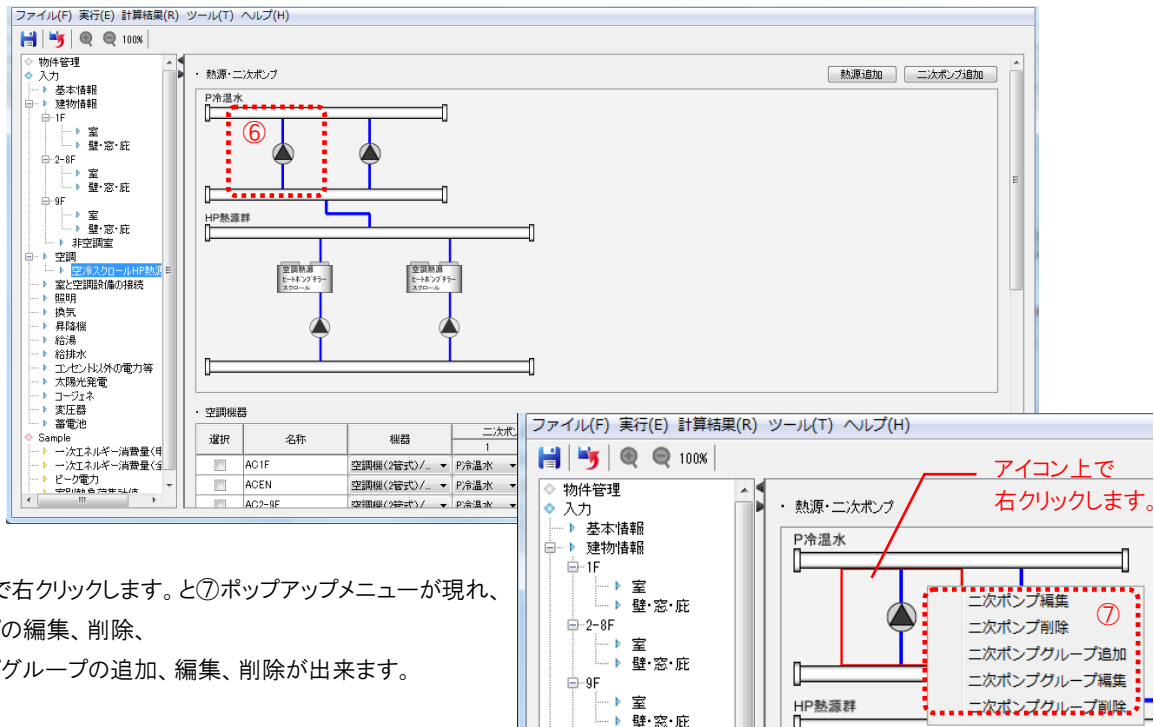 ファイル(F) 実行(E) 計算結果(R) ツール(T) ヘルプ(H)
100%
物件管理
入力
基本情報
建物情報
1F
室
壁・窓・庇
2-8F
室
壁・窓・庇
9F
室
壁・窓・庇
非空調室
空調
空冷スクロールHP熱源
室と空調設備の接続
照明
換気
昇降機
給湯
給排水
コンセント以外の電力等
太陽光発電
コージェネ
変圧器
蓄電池
Sample
一次エネルギー消費量(電
一次エネルギー消費量(全
ピーク電力
・ 熱源・二次ポンプ
熱源追加 二次ポンプ追加
P冷温水
⑥
HP熱源群
空調熱源
ヒートポンプチラー
スクロール
空調熱源
ヒートポンプチラー
スクロール
・ 空調機器
選択 名称 機器 二次ポン
1
AC1F 空調機(2管式)/... P冷温水
ACEN 空調機(2管式)/... P冷温水
AC2-9F 空調機(2管式)/... P冷温水
で右クリックします。と⑦ポップアップメニューが現れ、
プの編集、削除、
プグループの追加、編集、削除が出来ます。
ファイル(F) 実行(E) 計算結果(R) ツール(T) ヘルプ(H)
100%
アイコン上で
右クリックします。
物件管理
入力
基本情報
建物情報
1F
室
壁・窓・庇
2-8F
室
壁・窓・庇
9F
室
壁・窓・庇
・ 熱源・二次ポンプ
P冷温水
二次ポンプ編集
⑦
二次ポンプ削除
二次ポンプグループ追加
二次ポンプグループ編集
二次ポンプグループ削除
HP熱源群